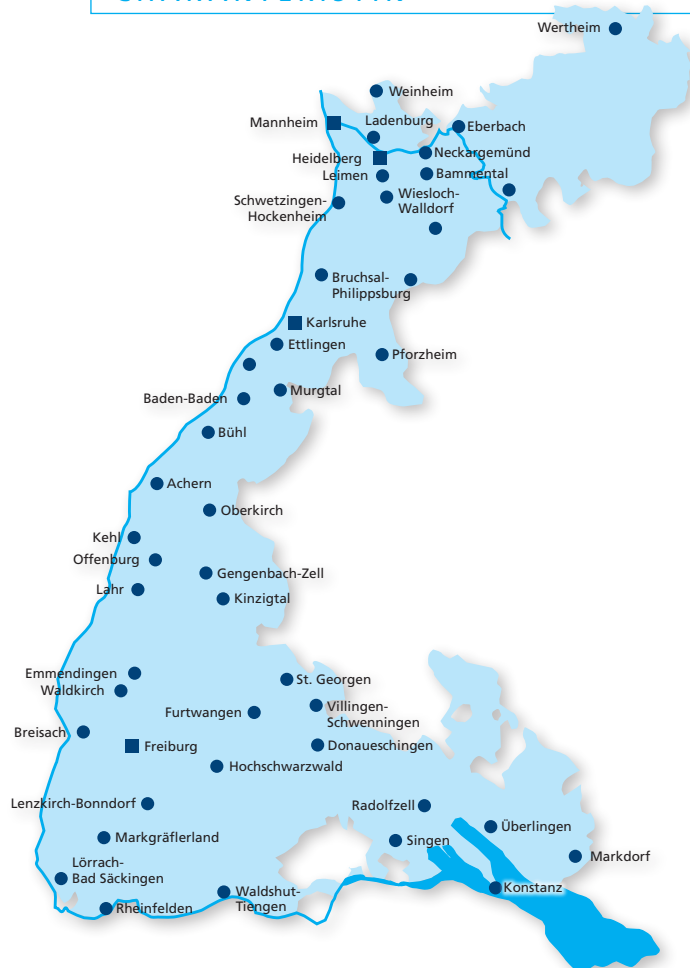 Wertheim
Weinheim
Ladenburg
Mannheim
Eberbach
Neckargemünd
Heidelberg
Bammental
Leimen
Wiesloch-
Walldorf
Schwetzingen-
Hockenheim
Bruchsal-
Philippsburg
Karlsruhe
Ettlingen
Pforzheim
Murgtal
Baden-Baden
Bühl
Achern
Oberkirch
Kehl
Offenburg
Gengenbach-Zell
Lahr
Kinzigtal
Emmendingen
St. Georgen
Waldkirch
Villingen-
Schwenningen
Furtwangen
Breisach
Freiburg
Donaueschingen
Hochschwarzwald
Lenzkirch-Bonndorf
Radolfzell
Überlingen
Markgräflerland
Singen
Markdorf
Lörrach-
Bad Säckingen
Konstanz
Waldshut-
Tiengen
Rheinfelden